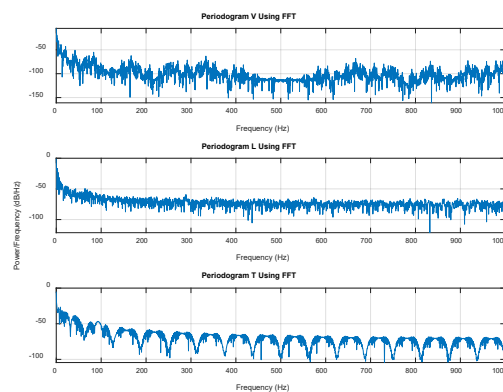 Periodogram V Using FFT
-50
-100
-150
0 100 200 300 400 500 600 700 800 900 1000
Frequency (Hz)
Periodogram L Using FFT
0
-50
-100
0 100 200 300 400 500 600 700 800 900 1000
Frequency (Hz)
Power/Frequency (dB/Hz)
Periodogram T Using FFT
0
-50
-100
0 100 200 300 400 500 600 700 800 900 1000
Frequency (Hz)